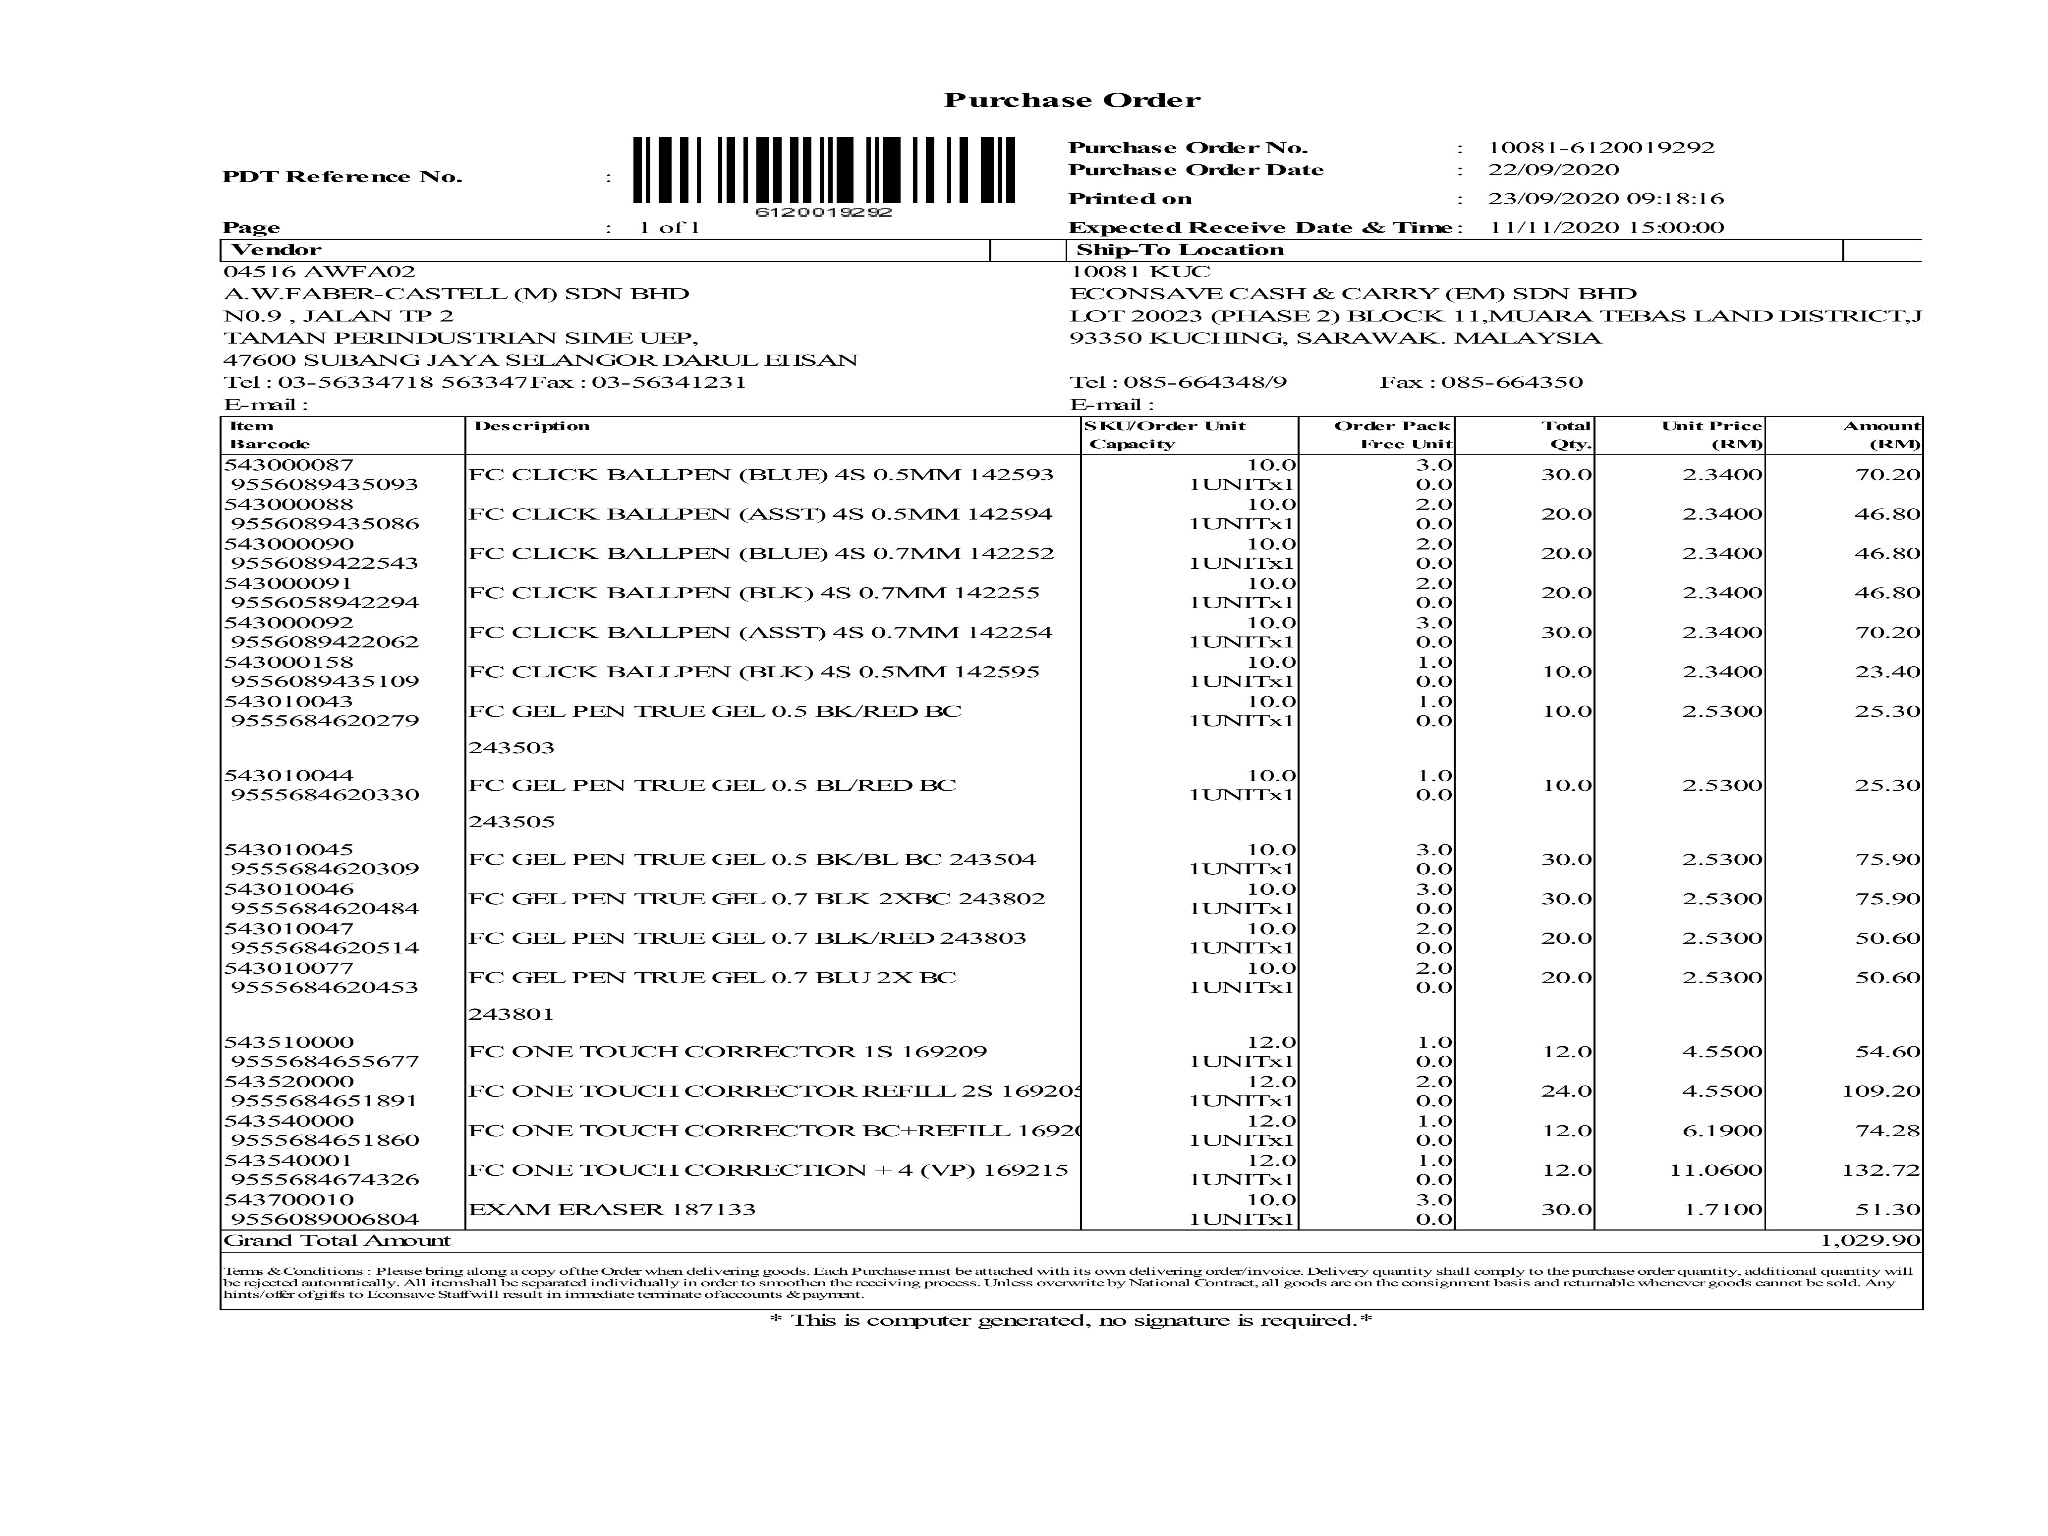 Purchase Order
PDT Reference No. :
6120019292
Purchase Order No. : 10081-6120019292
Purchase Order Date : 22/09/2020
Printed on : 23/09/2020 09:18:16
Page : 1 of 1
Expected Receive Date & Time : 11/11/2020 15:00:00
Vendor
04516 AWFA02
A.W.FABER-CASTELL (M) SDN BHD
N0.9 , JALAN TP 2
TAMAN PERINDUSTRIAN SIME UEP,
47600 SUBANG JAYA SELANGOR DARUL EHSAN
Tel : 03-56334718 563347Fax : 03-56341231
E-mail :
Ship-To Location
10081 KUC
ECONSAVE CASH & CARRY (EM) SDN BHD
LOT 20023 (PHASE 2) BLOCK 11,MUARA TEBAS LAND DISTRICT,J
93350 KUCHING, SARAWAK. MALAYSIA
Tel : 085-664348/9 Fax : 085-664350
E-mail :
Item Description SKU/Order Unit Order Pack Total Unit Price Amount
Barcode Capacity Free Unit Qty. (RM) (RM)
543000087 10.0 3.0
FC CLICK BALLPEN (BLUE) 4S 0.5MM 142593 30.0 2.3400 70.20
9556089435093 1UNITx1 0.0
543000088 10.0 2.0
FC CLICK BALLPEN (ASST) 4S 0.5MM 142594 20.0 2.3400 46.80
9556089435086 1UNITx1 0.0
543000090 10.0 2.0
FC CLICK BALLPEN (BLUE) 4S 0.7MM 142252 20.0 2.3400 46.80
9556089422543 1UNITx1 0.0
543000091 10.0 2.0
FC CLICK BALLPEN (BLK) 4S 0.7MM 142255 20.0 2.3400 46.80
9556058942294 1UNITx1 0.0
543000092 10.0 3.0
FC CLICK BALLPEN (ASST) 4S 0.7MM 142254 30.0 2.3400 70.20
9556089422062 1UNITx1 0.0
543000158 10.0 1.0
FC CLICK BALLPEN (BLK) 4S 0.5MM 142595 10.0 2.3400 23.40
9556089435109 1UNITx1 0.0
543010043 10.0 1.0
FC GEL PEN TRUE GEL 0.5 BK/RED BC 10.0 2.5300 25.30
9555684620279 1UNITx1 0.0
243503
543010044 10.0 1.0
FC GEL PEN TRUE GEL 0.5 BL/RED BC 10.0 2.5300 25.30
9555684620330 1UNITx1 0.0
243505
543010045 10.0 3.0
FC GEL PEN TRUE GEL 0.5 BK/BL BC 243504 30.0 2.5300 75.90
9555684620309 1UNITx1 0.0
543010046 10.0 3.0
FC GEL PEN TRUE GEL 0.7 BLK 2XBC 243802 30.0 2.5300 75.90
9555684620484 1UNITx1 0.0
543010047 10.0 2.0
FC GEL PEN TRUE GEL 0.7 BLK/RED 243803 20.0 2.5300 50.60
9555684620514 1UNITx1 0.0
543010077 10.0 2.0
FC GEL PEN TRUE GEL 0.7 BLU 2X BC 20.0 2.5300 50.60
9555684620453 1UNITx1 0.0
243801
543510000 12.0 1.0
FC ONE TOUCH CORRECTOR 1S 169209 12.0 4.5500 54.60
9555684655677 1UNITx1 0.0
543520000 12.0 2.0
FC ONE TOUCH CORRECTOR REFILL 2S 169205 24.0 4.5500 109.20
9555684651891 1UNITx1 0.0
543540000 12.0 1.0
FC ONE TOUCH CORRECTOR BC+REFILL 16920 12.0 6.1900 74.28
9555684651860 1UNITx1 0.0
543540001 12.0 1.0
FC ONE TOUCH CORRECTION + 4 (VP) 169215 12.0 11.0600 132.72
9555684674326 1UNITx1 0.0
543700010 10.0 3.0
EXAM ERASER 187133 30.0 1.7100 51.30
9556089006804 1UNITx1 0.0
Grand Total Amount 1,029.90
Terms & Conditions : Please bring along a copy of the Order when delivering goods. Each Purchase must be attached with its own delivering order/invoice. Delivery quantity shall comply to the purchase order quantity, additional quantity will
be rejected automatically. All item shall be separated individually in order to smoothen the receiving process. Unless overwrite by National Contract, all goods are on the consignment basis and returnable whenever goods cannot be sold. Any
hints/offer of gifts to Econsave Staff will result in immediate terminate of accounts & payment.
* This is computer generated, no signature is required.*